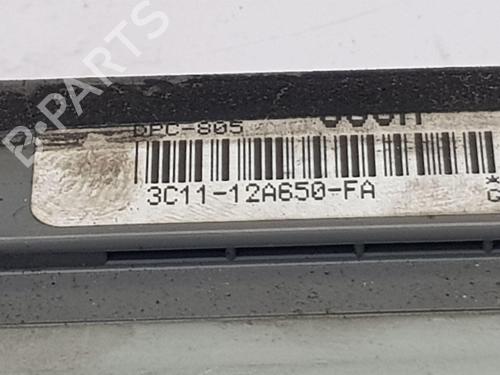 B-PARTS
DPC-805
3C11-12A650-FA
*
G